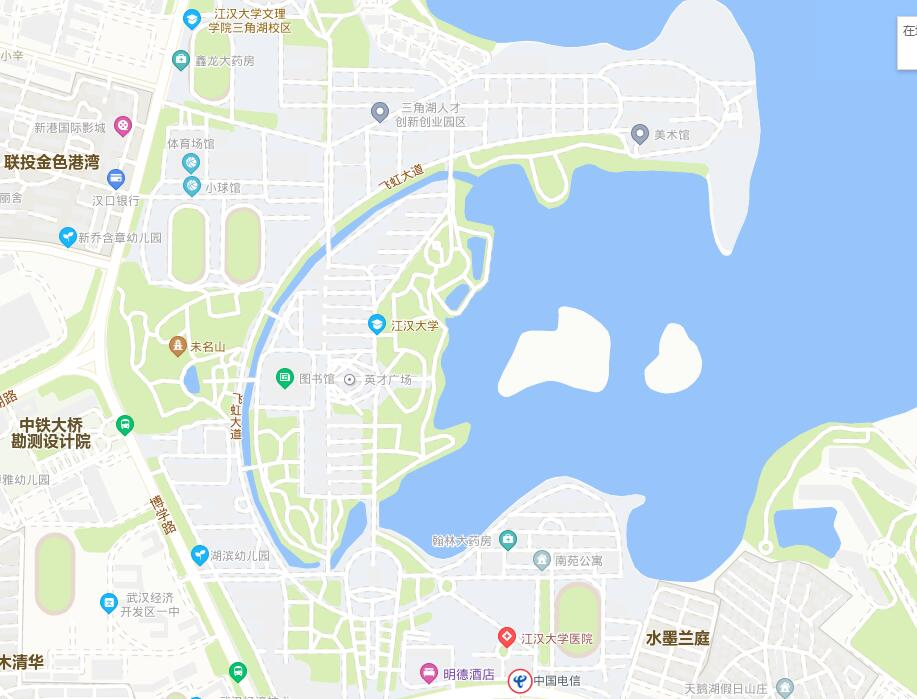 江汉大学文理
学院三角湖校区
在地
小辛
鑫龙大药房
三角湖人才
创新创业园区
新港国际影城
美术馆
体育场馆
联投金色港湾
飞虹大道
小球馆
丽舍
汉口银行
新乔含章幼儿园
江汉大学
未名山
图书馆
英才广场
湖路
飞虹大道
中铁大桥
勘测设计院
雅幼儿园
博学路
翰林大药房
湖滨幼儿园
南苑公寓
武汉经济
开发区一中
江汉大学医院
水墨兰庭
木清华
明德酒店
中国电信
天鹅湖假日山庄